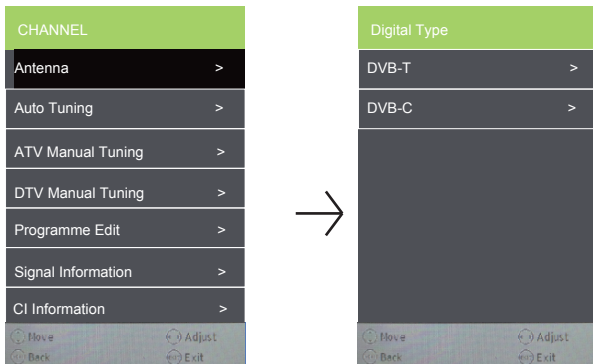 CHANNEL
Antenna >
Auto Tuning >
ATV Manual Tuning >
DTV Manual Tuning >
Programme Edit >
Signal Information >
CI Information >
Move Adjust
Back Exit
Digital Type
DVB-T >
DVB-C >
Move Adjust
Back Exit